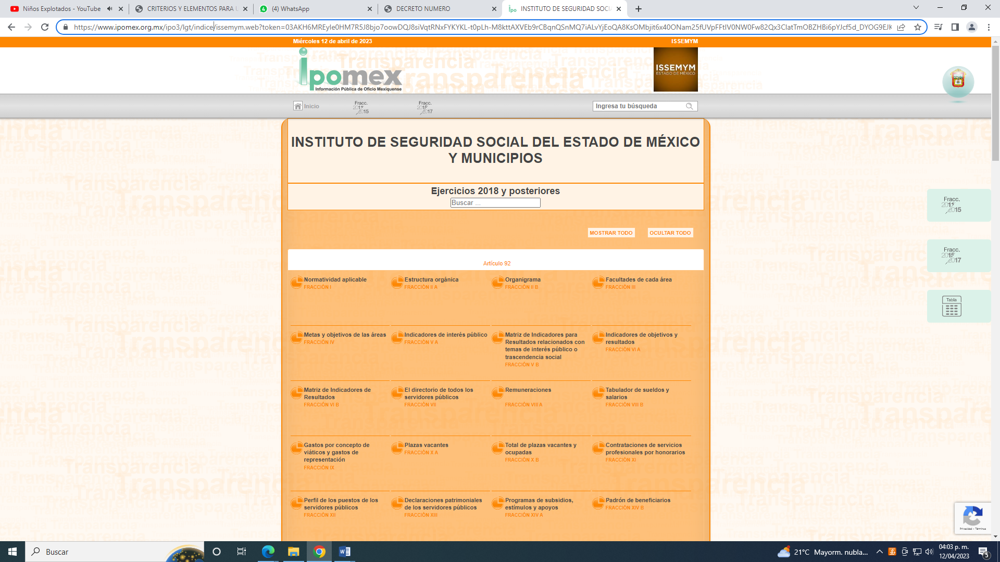 Niños Explotados - YouTube
CRITERIOS Y ELEMENTOS PARA U
(4) WhatsApp
DECRETO NUMERO
INSTITUTO DE SEGURIDAD SOCIA
https://www.ipomex.org.mx/ipo3/lgt/indice/issemym.web?token=
Miércoles 12 de abril de 2023
ISSEMYM
ipomex
Información Pública de Oficio Mexiquense
ISSEMYM
ESTADO DE MÉXICO
Inicio
Fracc.
2011/2015
Fracc.
2015/2017
Ingresa tu búsqueda
INSTITUTO DE SEGURIDAD SOCIAL DEL ESTADO DE MÉXICO
Y MUNICIPIOS
Ejercicios 2018 y posteriores
Buscar ...
MOSTRAR TODO
OCULTAR TODO
Artículo 92
Normatividad aplicable
FRACCIÓN I
Estructura orgánica
FRACCIÓN II A
Organigrama
FRACCIÓN II B
Facultades de cada área
FRACCIÓN III
Metas y objetivos de las áreas
FRACCIÓN IV
Indicadores de interés público
FRACCIÓN V A
Matriz de Indicadores para
Resultados relacionados con
temas de interés público o
trascendencia social
FRACCIÓN V B
Indicadores de objetivos y
resultados
FRACCIÓN VI A
Matriz de Indicadores de
Resultados
FRACCIÓN VI B
El directorio de todos los
servidores públicos
FRACCIÓN VII
Remuneraciones
FRACCIÓN VIII A
Tabulador de sueldos y
salarios
FRACCIÓN VIII B
Gastos por concepto de
viáticos y gastos de
representación
FRACCIÓN IX
Plazas vacantes
FRACCIÓN X A
Total de plazas vacantes y
ocupadas
FRACCIÓN X B
Contrataciones de servicios
profesionales por honorarios
FRACCIÓN XI
Perfil de los puestos de los
servidores públicos
FRACCIÓN XII
Declaraciones patrimoniales
de los servidores públicos
FRACCIÓN XIII
Programas de subsidios,
estímulos y apoyos
FRACCIÓN XIV A
Padrón de beneficiarios
FRACCIÓN XIV B
Fracc.
2011/2015
Fracc.
2015/2017
Tabla
Privacidad - Términos
Buscar
21°C Mayorm. nubla...
04:03 p. m.
12/04/2023
5